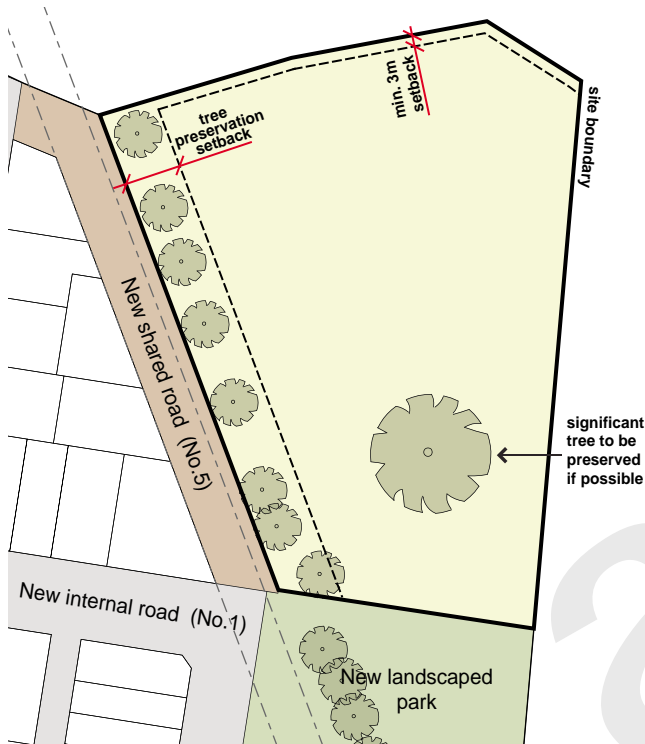 tree
preservation
setback
min. 3m
setback
site boundary
New shared road (No.5)
significant
tree to be
preserved
if possible
New internal road (No.1)
New landscaped
park
a